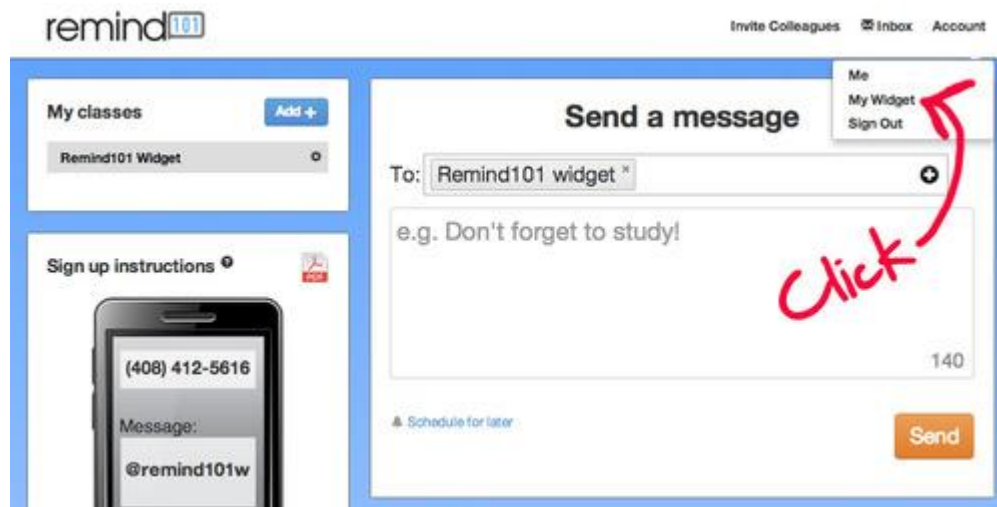 remind101
Invite Colleagues Inbox Account
Me
My Widget
Sign Out
My classes
Add +
Remind101 Widget
Send a message
To: Remind101 widget ×
e.g. Don't forget to study!
Click
140
Schedule for later
Send
Sign up instructions ?
PDF
(408) 412-5616
Message:
@remind101w